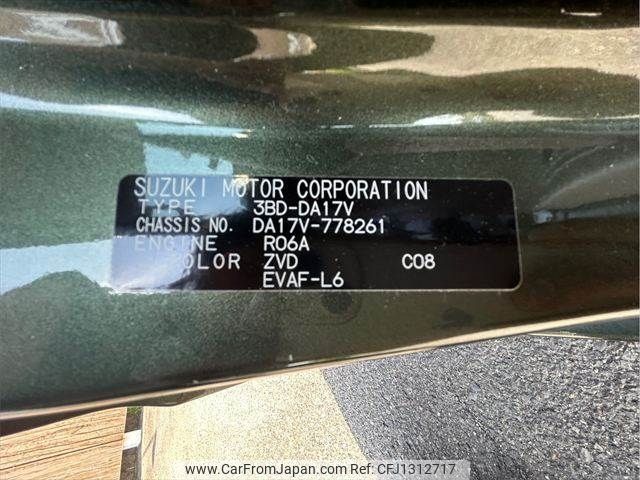 SUZUKI MOTOR CORPORATION
TYPE 3BD-DA17V
CHASSIS NO. DA17V-778261
ENGINE R06A
COLOR ZVD C08
EVAF-L6
www.CarFromJapan.com - CFJ1312717